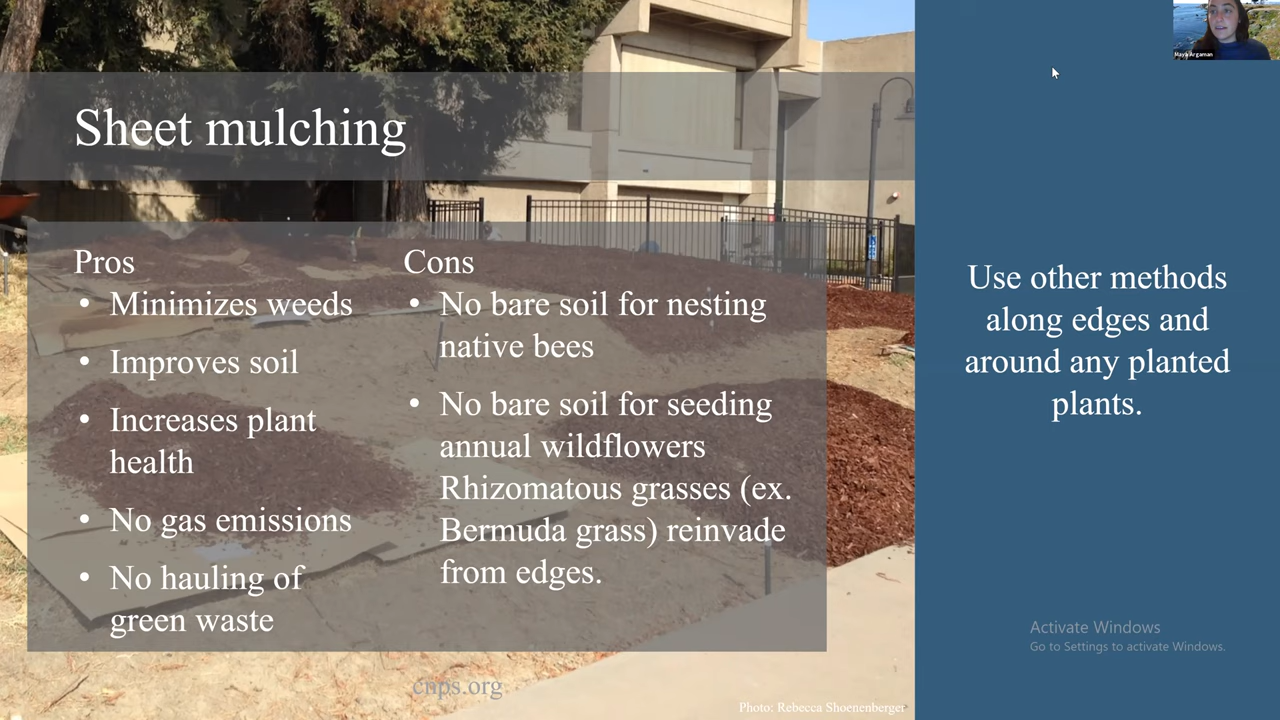 Maya Argaman
Sheet mulching
Pros
• Minimizes weeds
• Improves soil
• Increases plant
health
• No gas emissions
• No hauling of
green waste
Cons
• No bare soil for nesting
native bees
• No bare soil for seeding
annual wildflowers
Rhizomatous grasses (ex.
Bermuda grass) reinvade
from edges.
Use other methods
along edges and
around any planted
plants.
Activate Windows
Go to Settings to activate Windows.
cnps.org
Photo: Rebecca Shoenenberger